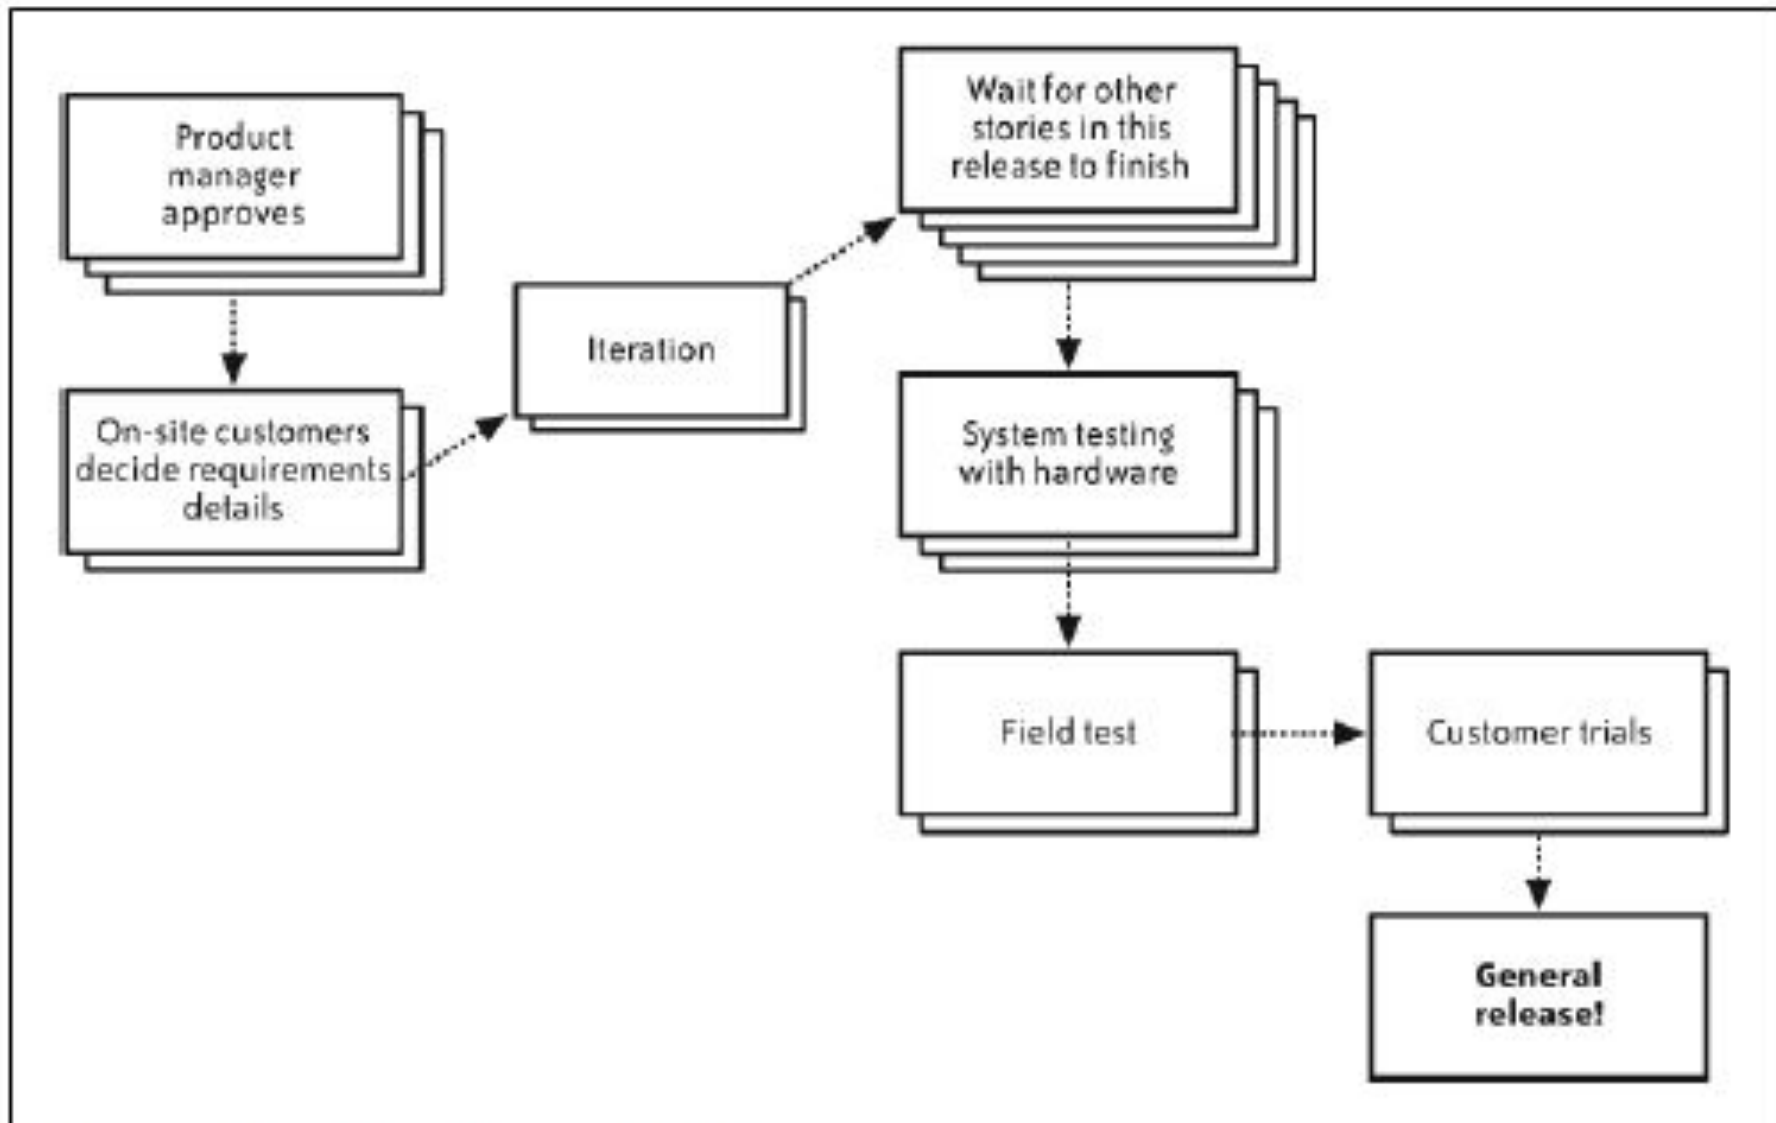 Product
manager
approves
On-site customers
decide requirements
details
Iteration
Wait for other
stories in this
release to finish
System testing
with hardware
Field test
Customer trials
General
release!